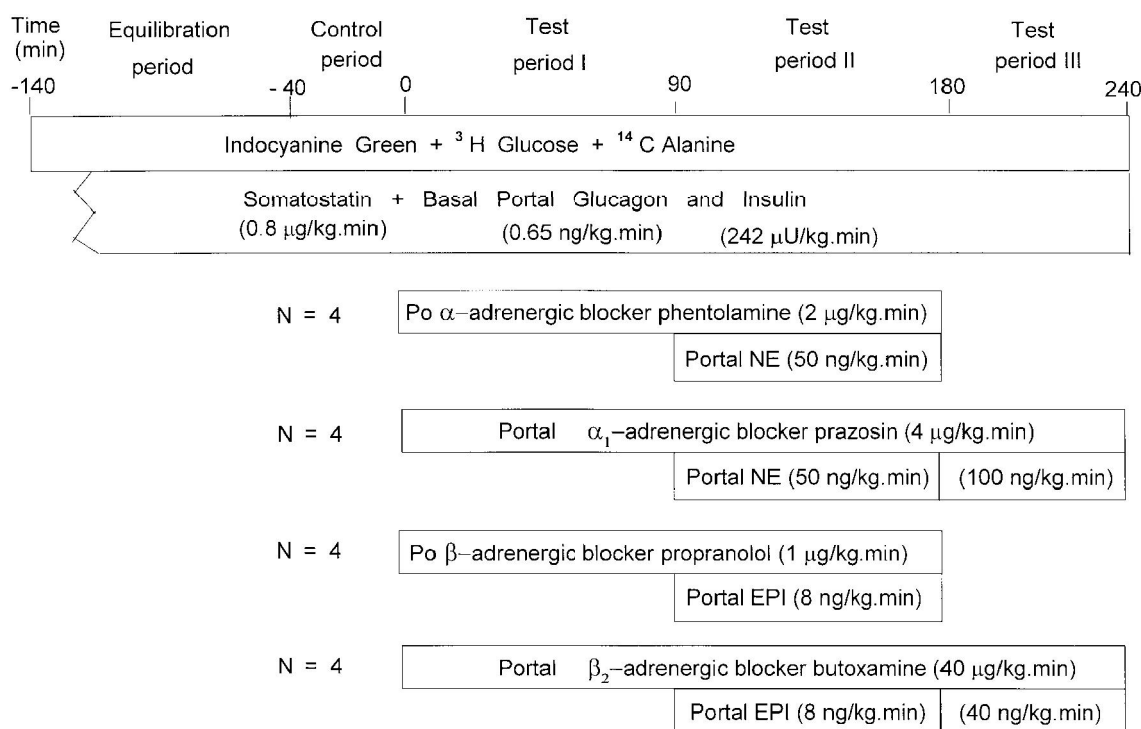 Time Equilibration Control Test Test Test
(min) period period period I period II period III
-140 - 40 0 90 180 240
Indocyanine Green + ³ H Glucose + ¹⁴ C Alanine
Somatostatin + Basal Portal Glucagon and Insulin
(0.8 μg/kg.min) (0.65 ng/kg.min) (242 μU/kg.min)
N = 4 Po α–adrenergic blocker phentolamine (2 μg/kg.min)
Portal NE (50 ng/kg.min)
N = 4 Portal α₁–adrenergic blocker prazosin (4 μg/kg.min)
Portal NE (50 ng/kg.min) (100 ng/kg.min)
N = 4 Po β–adrenergic blocker propranolol (1 μg/kg.min)
Portal EPI (8 ng/kg.min)
N = 4 Portal β₂–adrenergic blocker butoxamine (40 μg/kg.min)
Portal EPI (8 ng/kg.min) (40 ng/kg.min)